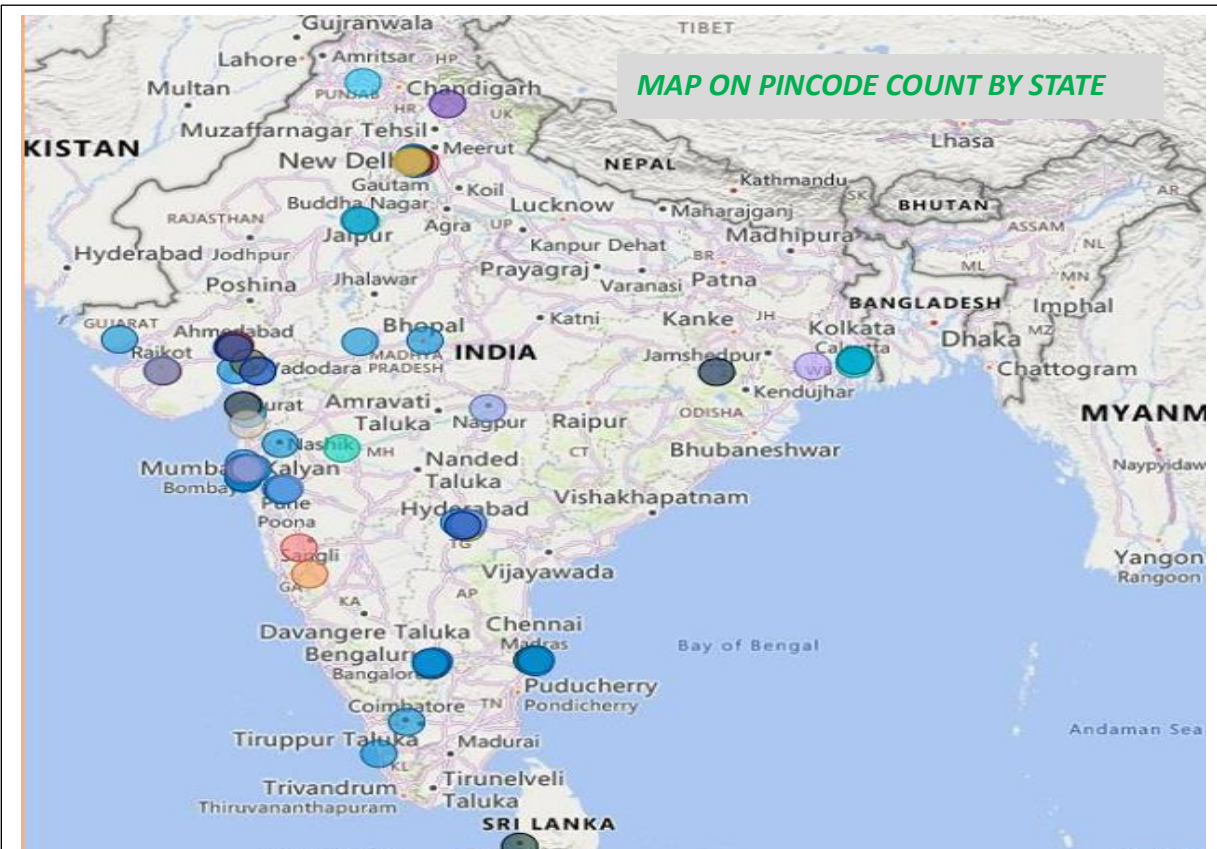 Gujranwala
TIBET
Lahore
Amritsar
HP
MAP ON PINCODE COUNT BY STATE
Multan
PUNJAB
Chandigarh
HR
UK
Muzaffarnagar Tehsil
Lhasa
KISTAN
Meerut
New Delh
NEPAL
Gautam
Buddha Nagar
Koil
Kathmandu
SK
AR
RAJASTHAN
Lucknow
Maharajganj
BHUTAN
Jaipur
Agra
UP
ASSAM
Hyderabad
Jodhpur
Kanpur Dehat
Madhipura
NL
BR
Poshina
Jhalawar
Prayagraj
Varanasi
Patna
ML
MN
BANGLADESH
Imphal
GUJARAT
Ahmedabad
Bhopal
Katni
Kanke
JH
Kolkata
Calcutta
MZ
Dhaka
Rajkot
MADHYA
PRADESH
INDIA
Jamshedpur
WB
Vadodara
Chattogram
Kendujhar
urat
Amravati
Taluka
Nagpur
Raipur
ODISHA
MYANM
Nashik
MH
CT
Bhubaneshwar
Mumba
Bombay
Kalyan
Nanded
Taluka
Naypyidaw
Pune
Poona
Hyderabad
TG
Vishakhapatnam
Sangli
Vijayawada
Yangon
Rangoon
GA
KA
AP
Davangere Taluka
Chennai
Madras
Bay of Bengal
Bengaluru
Bangalore
Puducherry
Pondicherry
Coimbatore
TN
Andaman Sea
Tiruppur Taluka
Madurai
KL
Trivandrum
Thiruvananthapuram
Tirunelveli
Taluka
SRI LANKA